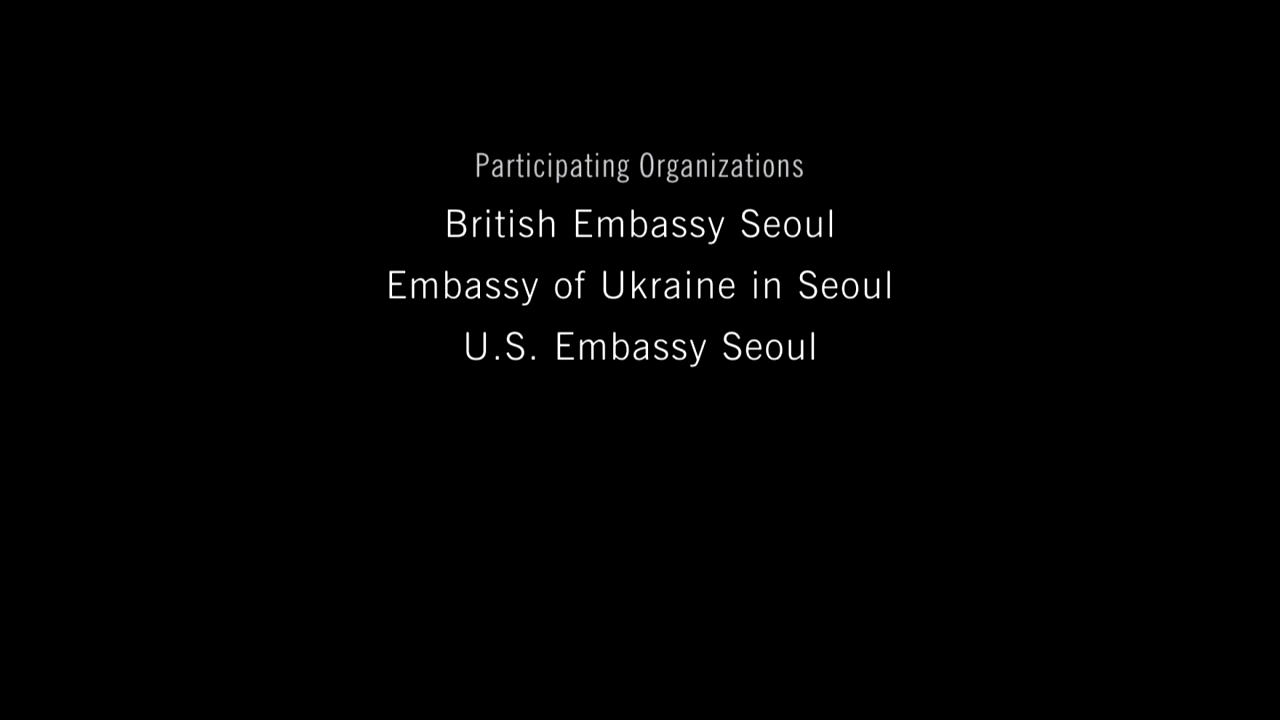 Participating Organizations
British Embassy Seoul
Embassy of Ukraine in Seoul
U.S. Embassy Seoul